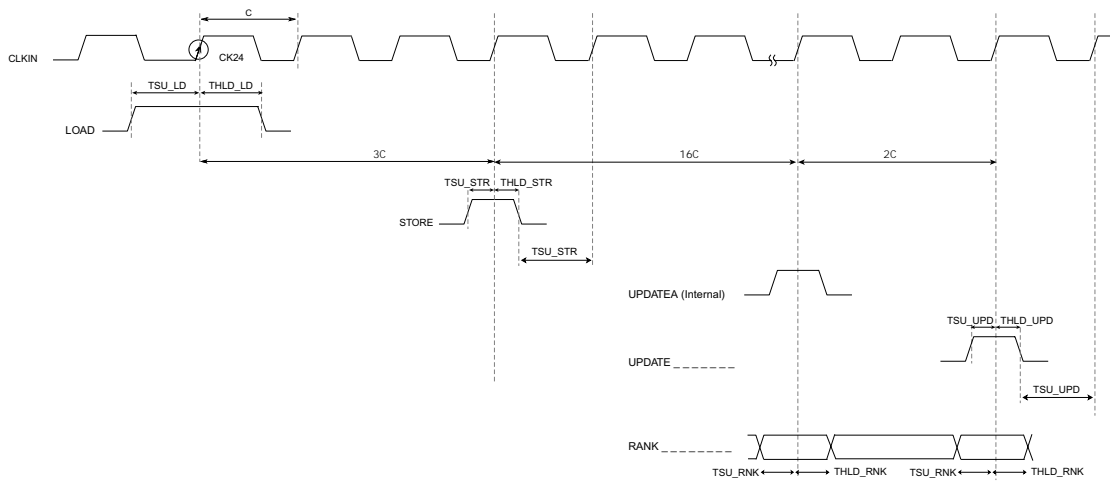 C
CLKIN
CK24
TSU_LD THLD_LD
LOAD
3C 16C 2C
TSU_STR THLD_STR
STORE
TSU_STR
UPDATEA (Internal)
TSU_UPD THLD_UPD
UPDATE
TSU_UPD
RANK
TSU_RNK THLD_RNK TSU_RNK THLD_RNK